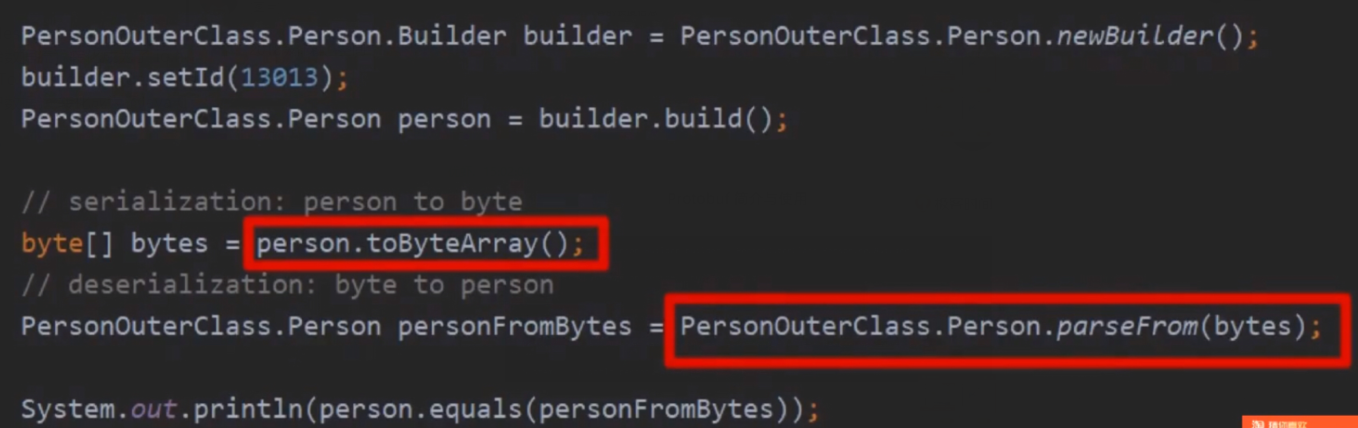 PersonOuterClass.Person.Builder builder = PersonOuterClass.Person.newBuilder();
builder.setId(13013);
PersonOuterClass.Person person = builder.build();
// serialization: person to byte
byte[] bytes = person.toByteArray();
// deserialization: byte to person
PersonOuterClass.Person personFromBytes = PersonOuterClass.Person.parseFrom(bytes);
System.out.println(person.equals(personFromBytes));